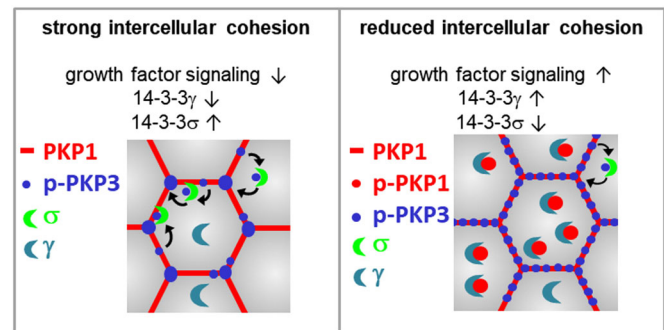 strong intercellular cohesion
growth factor signaling ↓
14-3-3γ ↓
14-3-3σ ↑
PKP1
p-PKP3
σ
γ
reduced intercellular cohesion
growth factor signaling ↑
14-3-3γ ↑
14-3-3σ ↓
PKP1
p-PKP1
p-PKP3
σ
γ